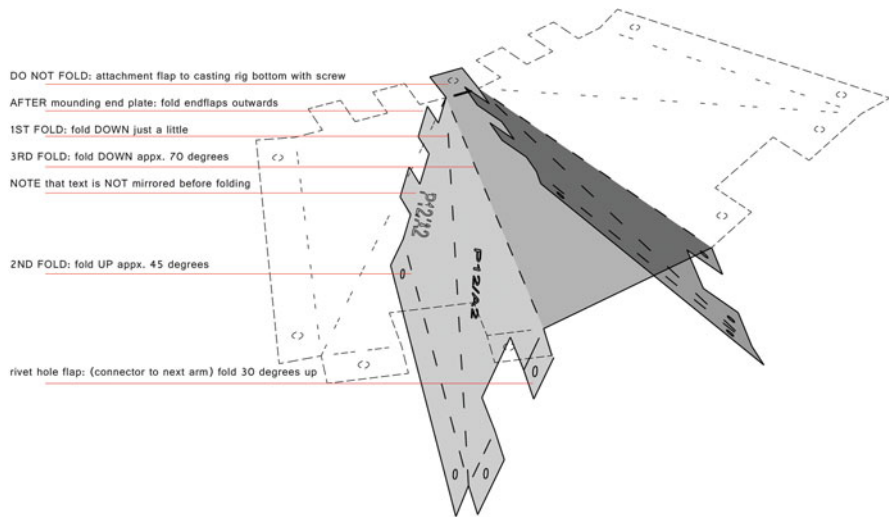 DO NOT FOLD: attachment flap to casting rig bottom with screw
AFTER mounding end plate: fold endflaps outwards
1ST FOLD: fold DOWN just a little
3RD FOLD: fold DOWN appx. 70 degrees
NOTE that text is NOT mirrored before folding
P12/A2
P12/A2
2ND FOLD: fold UP appx. 45 degrees
rivet hole flap: (connector to next arm) fold 30 degrees up